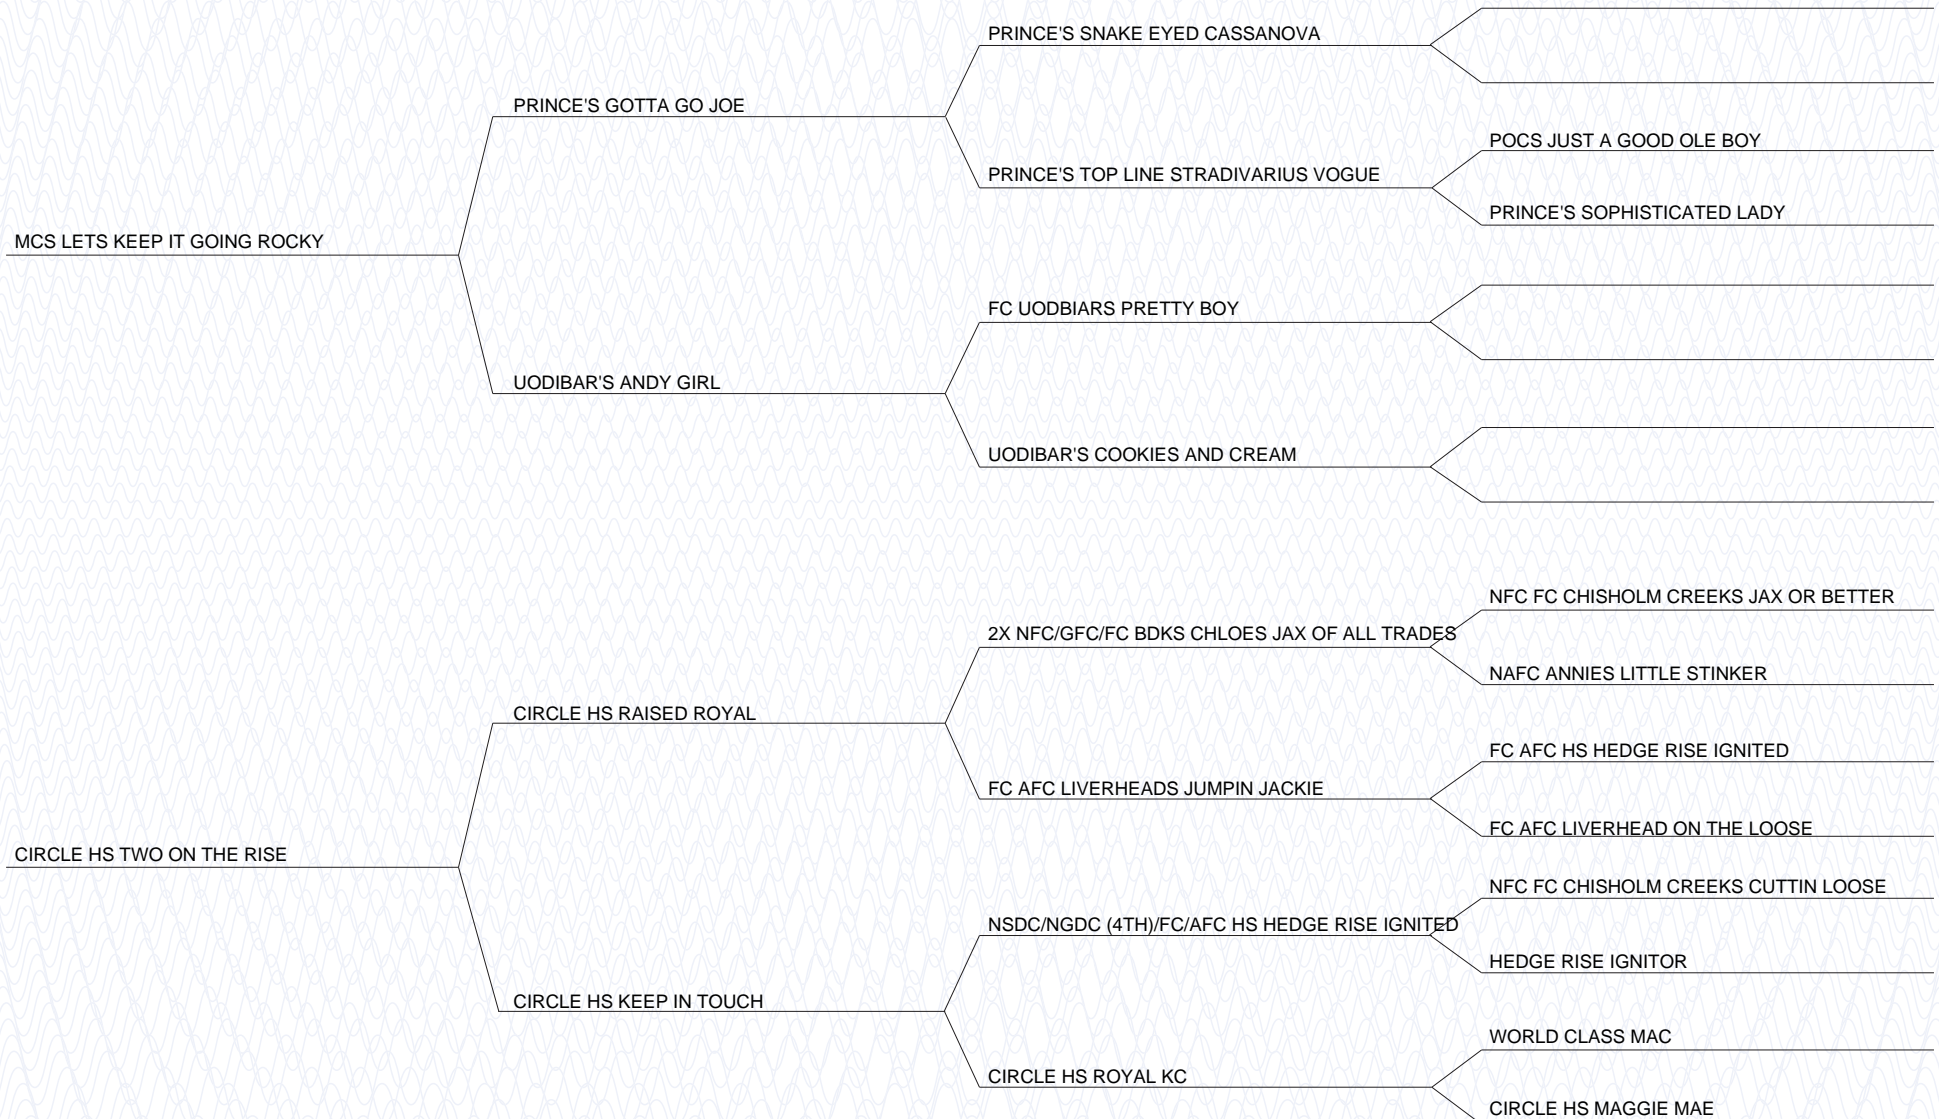 PRINCE'S SNAKE EYED CASSANOVA
PRINCE'S GOTTA GO JOE
POCS JUST A GOOD OLE BOY
PRINCE'S TOP LINE STRADIVARIUS VOGUE
PRINCE'S SOPHISTICATED LADY
MCS LETS KEEP IT GOING ROCKY
FC UODBIARS PRETTY BOY
UODIBAR'S ANDY GIRL
UODIBAR'S COOKIES AND CREAM
NFC FC CHISHOLM CREEKS JAX OR BETTER
2X NFC/GFC/FC BDKS CHLOES JAX OF ALL TRADES
NAFC ANNIES LITTLE STINKER
CIRCLE HS RAISED ROYAL
FC AFC HS HEDGE RISE IGNITED
FC AFC LIVERHEADS JUMPIN JACKIE
FC AFC LIVERHEAD ON THE LOOSE
CIRCLE HS TWO ON THE RISE
NFC FC CHISHOLM CREEKS CUTTIN LOOSE
NSDC/NGDC (4TH)/FC/AFC HS HEDGE RISE IGNITED
HEDGE RISE IGNITOR
CIRCLE HS KEEP IN TOUCH
WORLD CLASS MAC
CIRCLE HS ROYAL KC
CIRCLE HS MAGGIE MAE